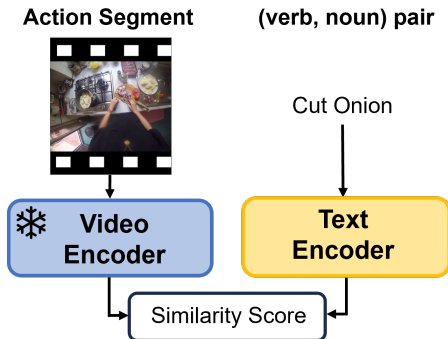 Action Segment
(verb, noun) pair
Cut Onion
Video
Encoder
Text
Encoder
Similarity Score